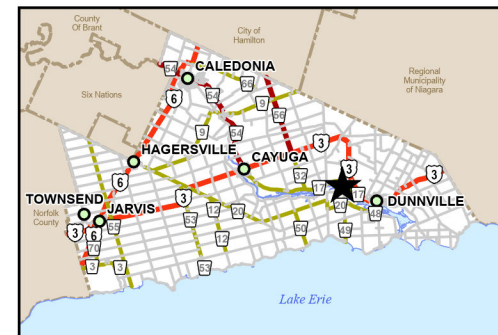 County
Of Brant
City of
Hamilton
Regional
Municipality
of Niagara
Six Nations
Norfolk
County
CALEDONIA
HAGERSVILLE
CAYUGA
TOWNSEND
JARVIS
DUNNVILLE
Lake Erie
54
6
54
66
9
56
9
54
3
3
32
17
17
3
6
3
20
48
3
6
55
70
53
12
20
12
50
49
3
3
53